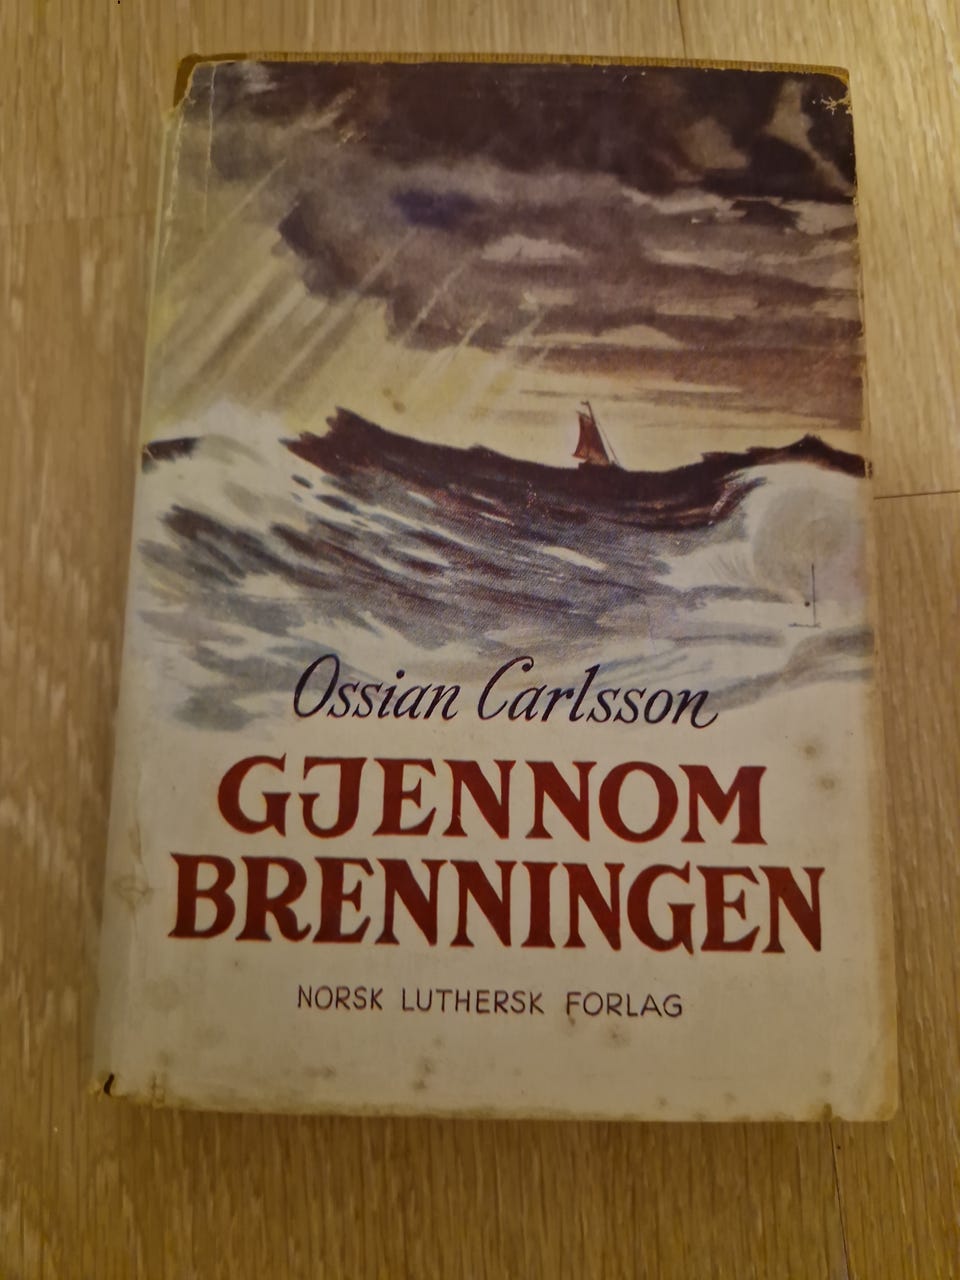 Ossian Carlsson
GJENNOM
BRENNINGEN
NORSK LUTHERSK FORLAG